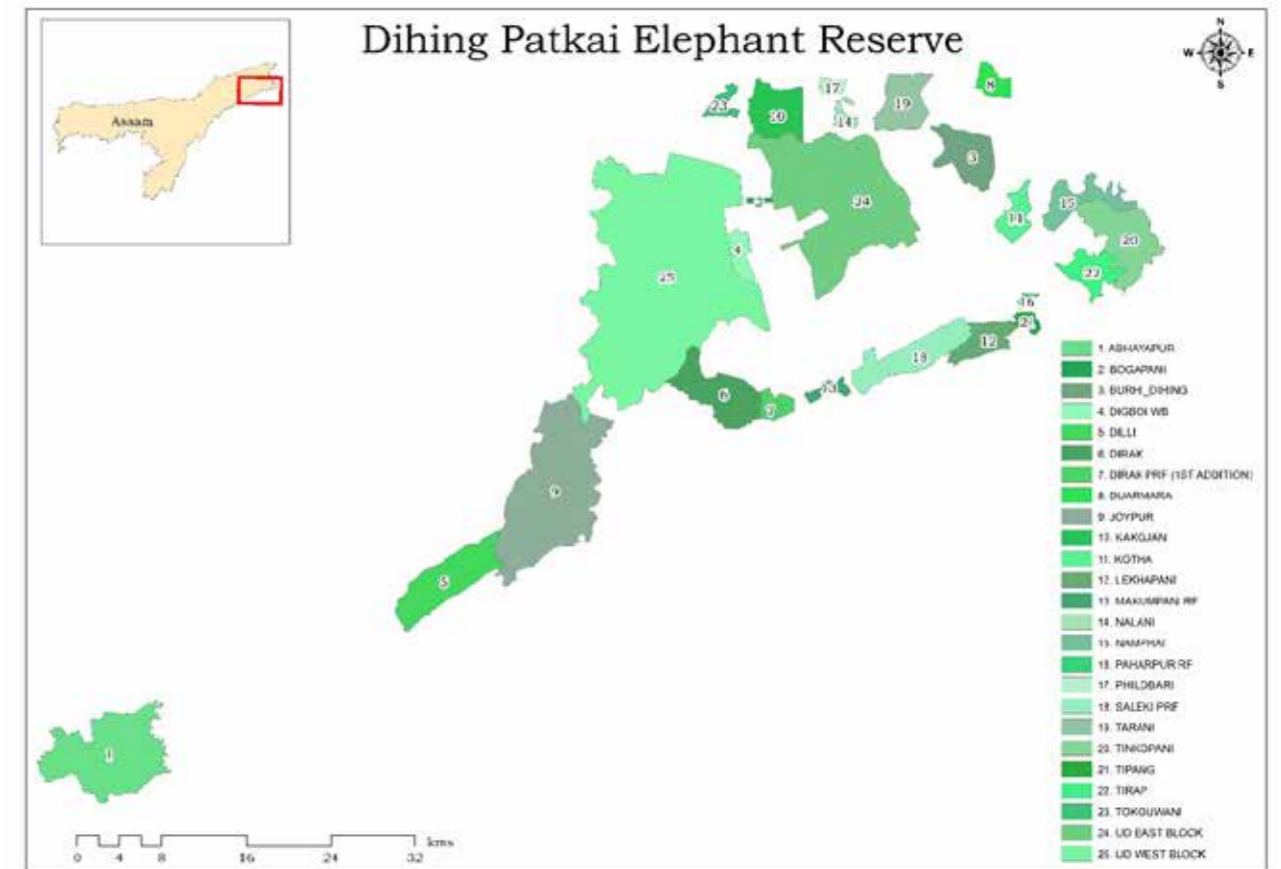 Dihing Patkai Elephant Reserve
N
W E
S
Assam
23
10
17
14
19
8
3
2
24
4
25
11
15
20
22
16
21
12
18
13
6
7
9
5
1
1. ABHAYAPUR
2. BOGAPANI
3. BURHI_DIHING
4. DIGBOI WB
5. DILLI
6. DIRAK
7. DIRAK PRF (1ST ADDITION)
8. DUARMARA
9. JOYPUR
10. KAKOJAN
11. KOTHA
12. LEKHAPANI
13. MAKUMPANI RF
14. NALANI
15. NAMPHAI
16. PAHARPUR RF
17. PHILOBARI
18. SALEKI PRF
19. TARANI
20. TINKOPANI
21. TIPANG
22. TIRAP
23. TOKOUWANI
24. UD EAST BLOCK
25. UD WEST BLOCK
0 4 8 16 24 32 kms